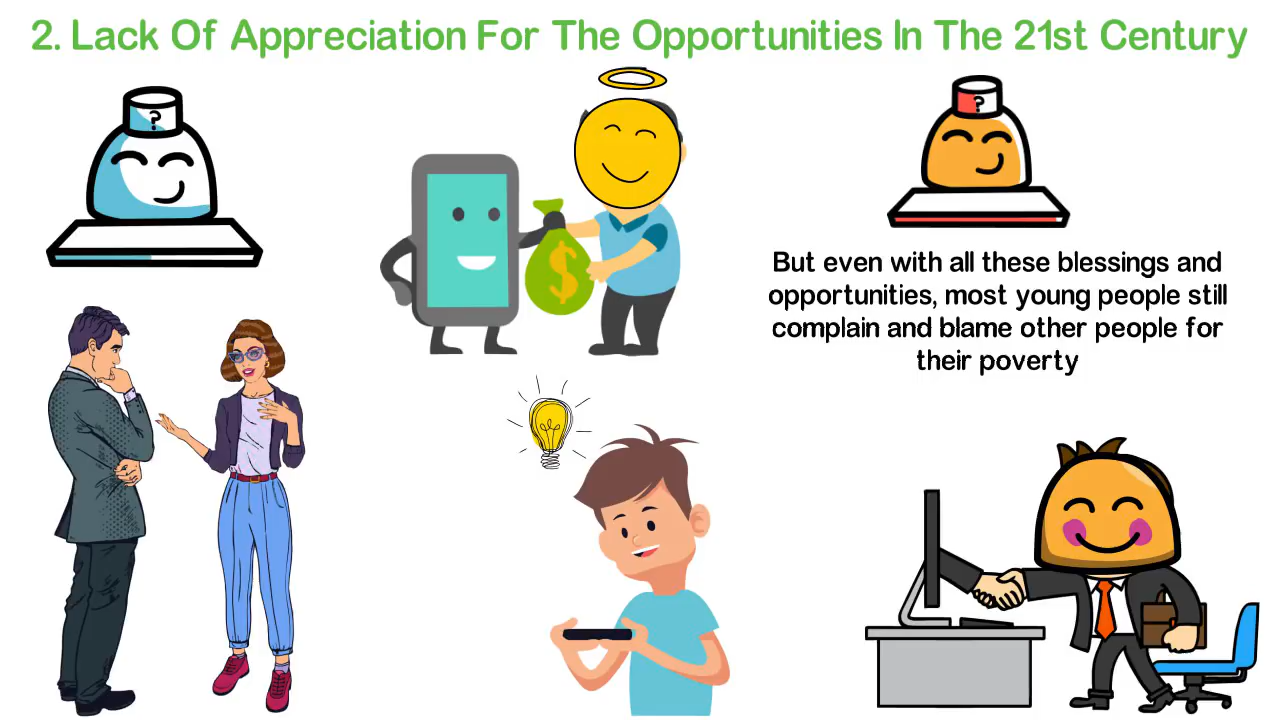 2. Lack Of Appreciation For The Opportunities In The 21st Century
?
?
$
But even with all these blessings and
opportunities, most young people still
complain and blame other people for
their poverty